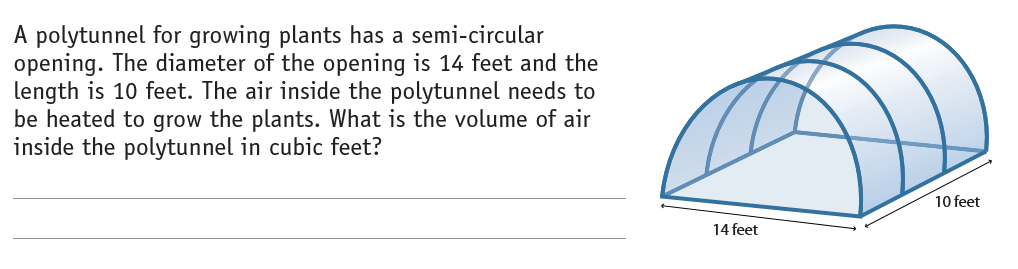 A polytunnel for growing plants has a semi-circular
opening. The diameter of the opening is 14 feet and the
length is 10 feet. The air inside the polytunnel needs to
be heated to grow the plants. What is the volume of air
inside the polytunnel in cubic feet?
10 feet
14 feet